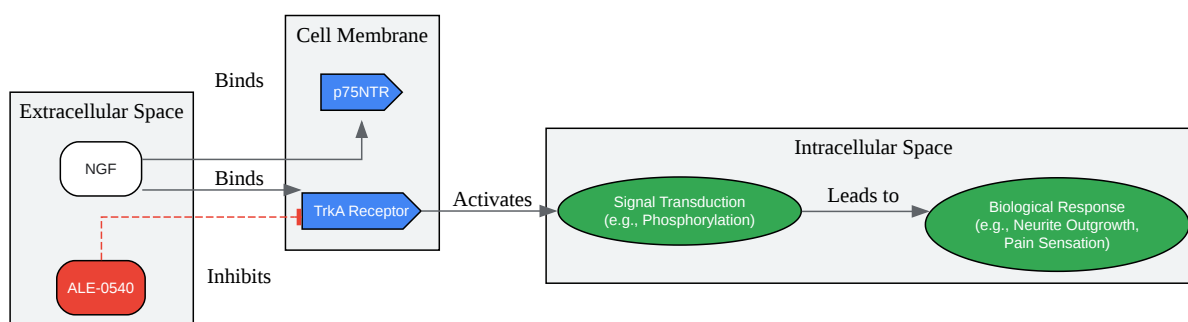 Cell Membrane
Binds
p75NTR
Extracellular Space
NGF
Binds
TrkA Receptor
Inhibits
ALE-0540
Activates
Intracellular Space
Signal Transduction
(e.g., Phosphorylation)
Leads to
Biological Response
(e.g., Neurite Outgrowth,
Pain Sensation)